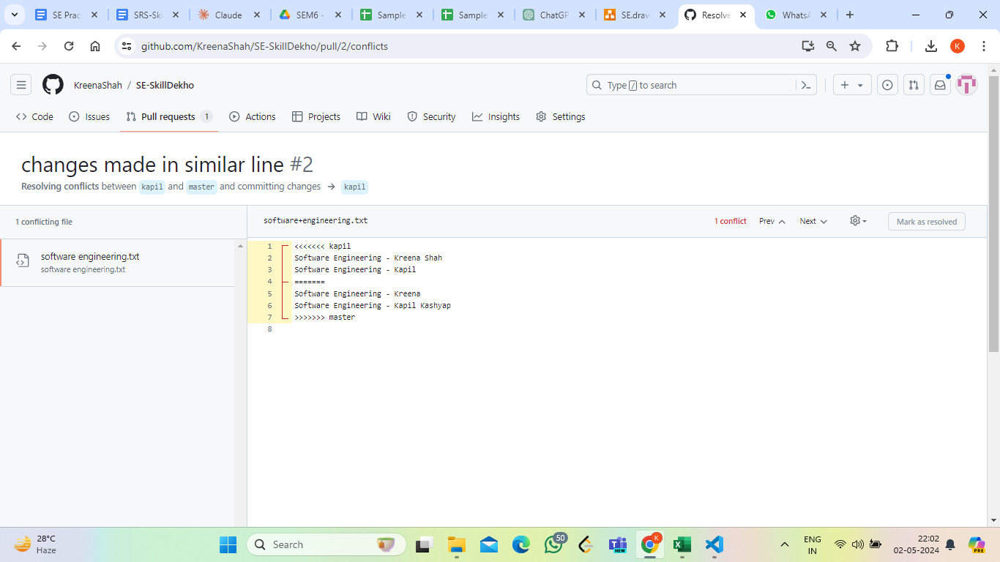 SE Prac
SRS-Ski
Claude
SEM6 -
Sample
Sample
ChatGP
SE.draw
Resolve
WhatsA
github.com/KreenaShah/SE-SkillDekho/pull/2/conflicts
K
KreenaShah / SE-SkillDekho
Type / to search
Code
Issues
Pull requests 1
Actions
Projects
Wiki
Security
Insights
Settings
changes made in similar line #2
Resolving conflicts between kapil and master and committing changes → kapil
1 conflicting file
software+engineering.txt
1 conflict
Prev
Next
Mark as resolved
software engineering.txt
software engineering.txt
1 <<<<<<< kapil
2 Software Engineering - Kreena Shah
3 Software Engineering - Kapil
4 =======
5 Software Engineering - Kreena
6 Software Engineering - Kapil Kashyap
7 >>>>>>> master
8
28°C
Haze
Search
50
NEW
K
ENG
IN
22:02
02-05-2024
PRE